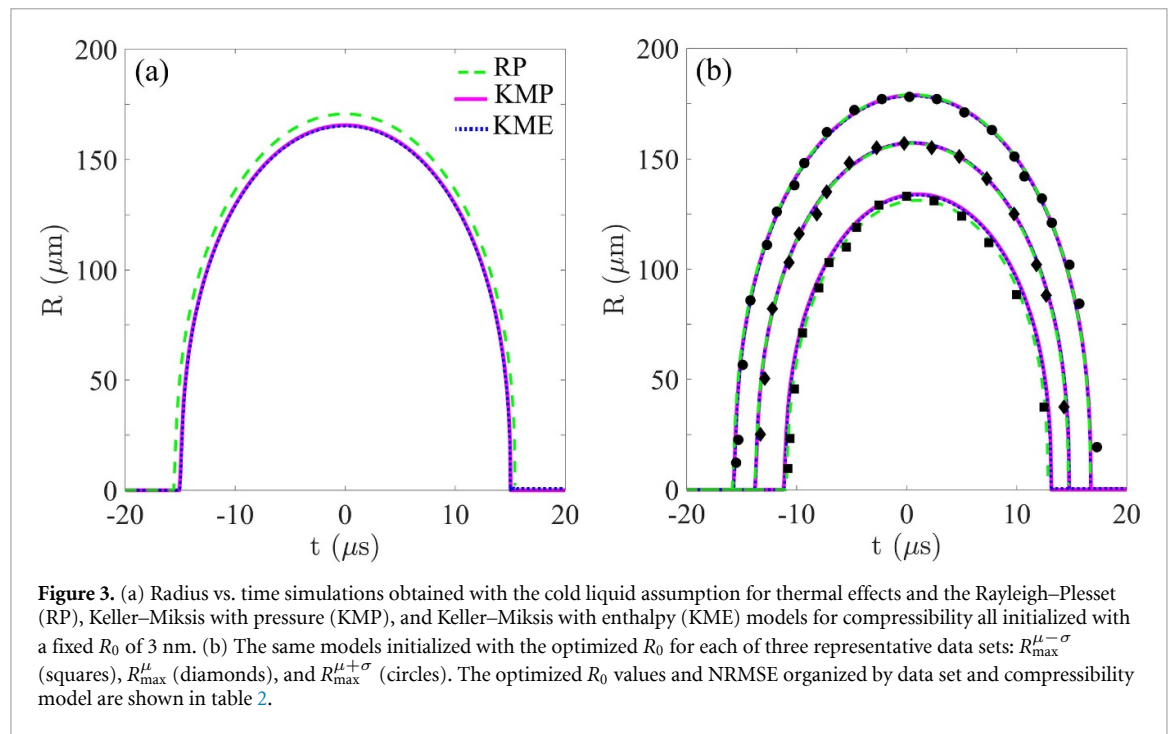 (a)
RP
KMP
KME
200
150
100
50
0
R (μm)
-20 -10 0 10 20
t (μs)
(b)
200
150
100
50
0
R (μm)
-20 -10 0 10 20
t (μs)
Figure 3. (a) Radius vs. time simulations obtained with the cold liquid assumption for thermal effects and the Rayleigh–Plesset
(RP), Keller–Miksis with pressure (KMP), and Keller–Miksis with enthalpy (KME) models for compressibility all initialized with
a fixed R₀ of 3 nm. (b) The same models initialized with the optimized R₀ for each of three representative data sets: R_max^μ−σ
(squares), R_max^μ (diamonds), and R_max^μ+σ (circles). The optimized R₀ values and NRMSE organized by data set and compressibility
model are shown in table 2.